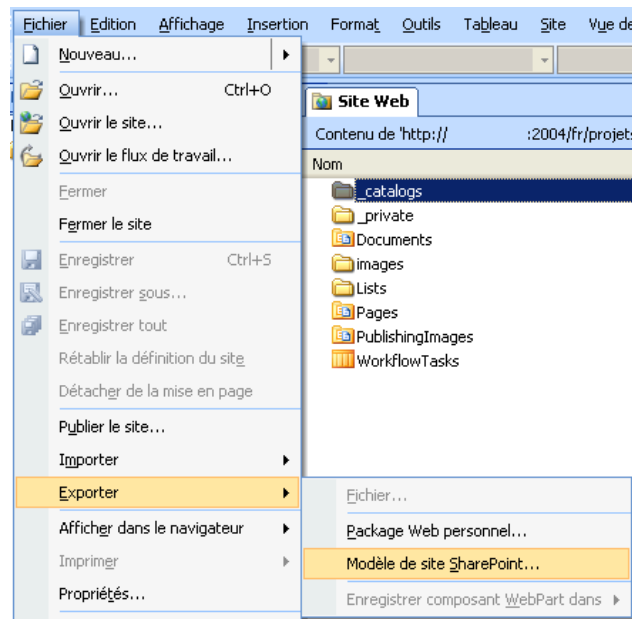 Fichier Edition Affichage Insertion Format Outils Tableau Site Vue de
Nouveau...
Ouvrir... Ctrl+O
Ouvrir le site...
Ouvrir le flux de travail...
Fermer
Fermer le site
Enregistrer Ctrl+S
Enregistrer sous...
Enregistrer tout
Rétablir la définition du site
Détacher de la mise en page
Publier le site...
Importer
Exporter
Afficher dans le navigateur
Imprimer
Propriétés...
Site Web
Contenu de 'http:// :2004/fr/projets
Nom
_catalogs
_private
Documents
images
Lists
Pages
PublishingImages
WorkflowTasks
Fichier...
Package Web personnel...
Modèle de site SharePoint...
Enregistrer composant WebPart dans